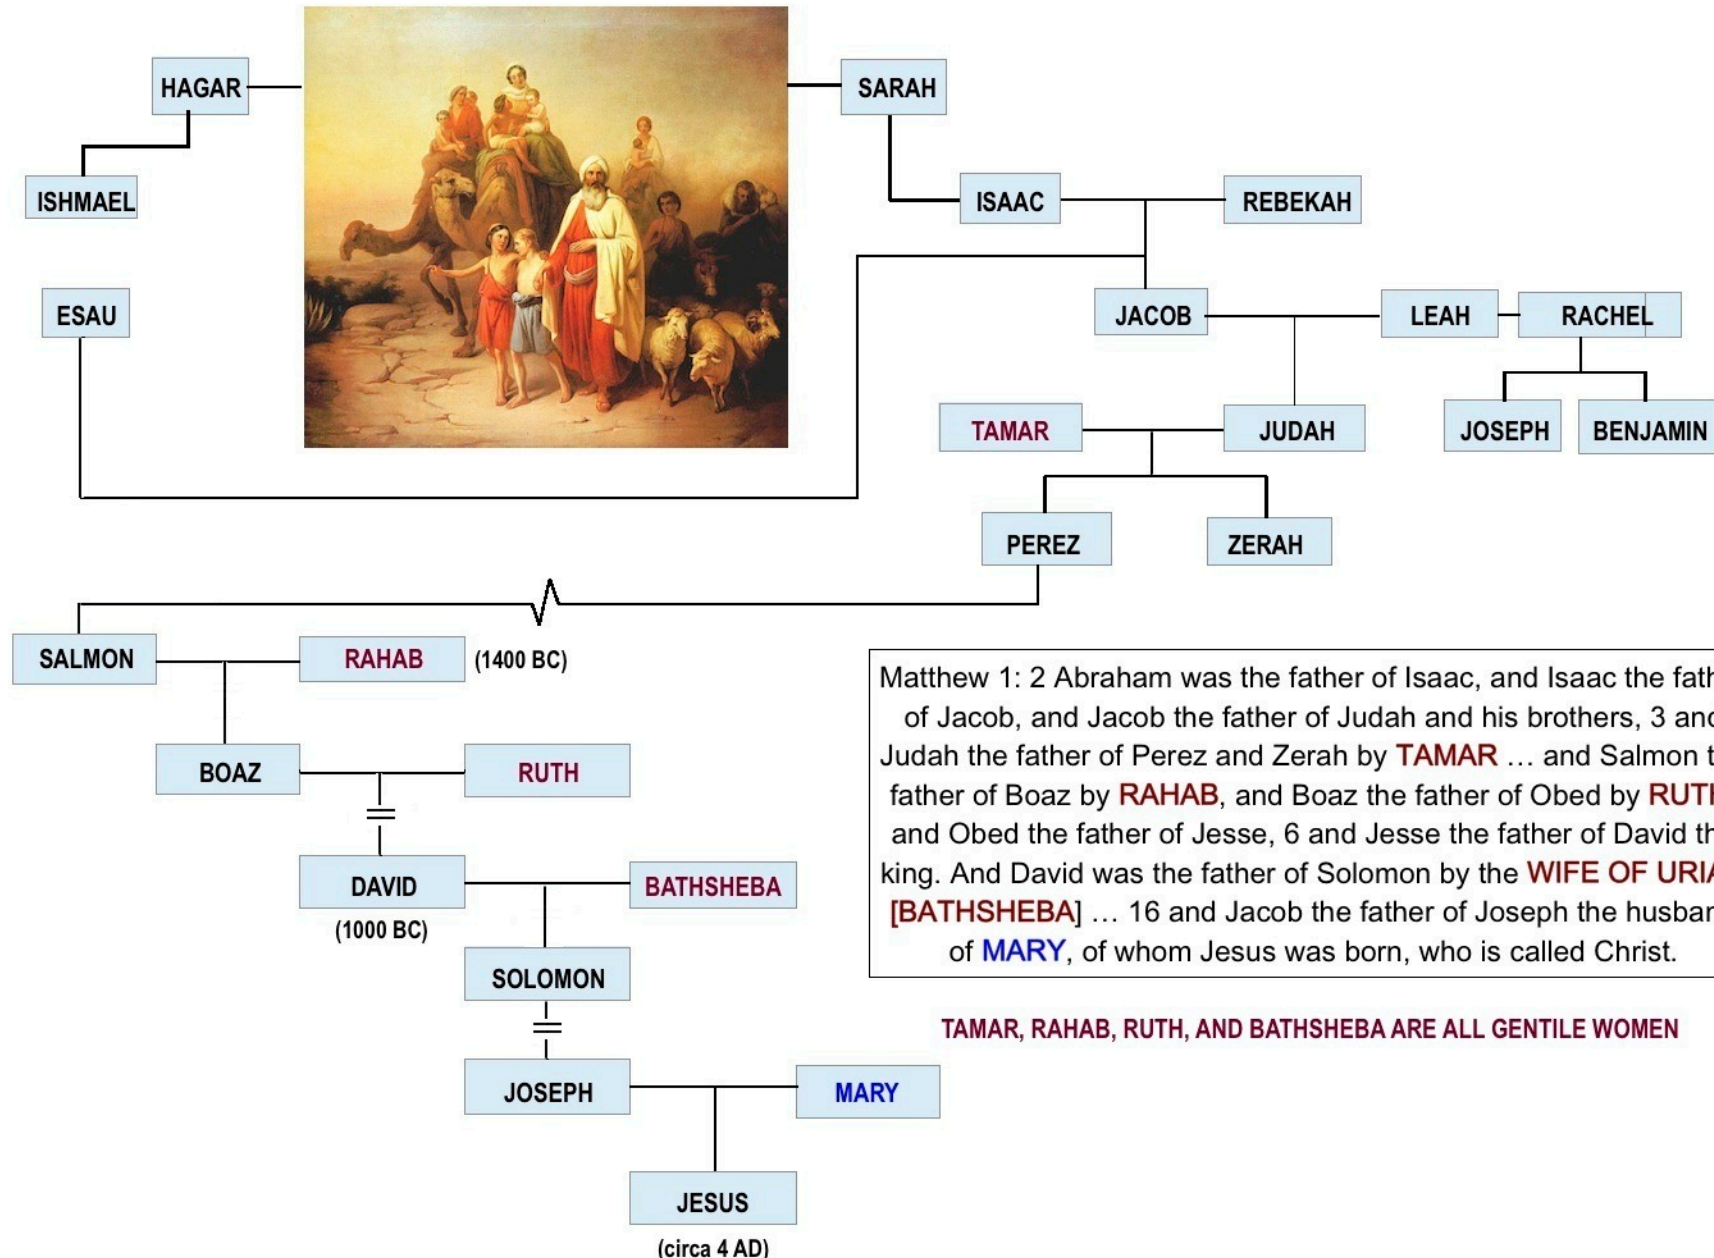 HAGAR
SARAH
ISHMAEL
ISAAC
REBEKAH
ESAU
JACOB
LEAH
RACHEL
TAMAR
JUDAH
JOSEPH
BENJAMIN
PEREZ
ZERAH
SALMON
RAHAB
(1400 BC)
BOAZ
RUTH
DAVID
(1000 BC)
BATHSHEBA
SOLOMON
JOSEPH
MARY
JESUS
(circa 4 AD)
Matthew 1: 2 Abraham was the father of Isaac, and Isaac the fath
of Jacob, and Jacob the father of Judah and his brothers, 3 and
Judah the father of Perez and Zerah by TAMAR … and Salmon t
father of Boaz by RAHAB, and Boaz the father of Obed by RUTH
and Obed the father of Jesse, 6 and Jesse the father of David th
king. And David was the father of Solomon by the WIFE OF URIA
[BATHSHEBA] … 16 and Jacob the father of Joseph the husban
of MARY, of whom Jesus was born, who is called Christ.
TAMAR, RAHAB, RUTH, AND BATHSHEBA ARE ALL GENTILE WOMEN